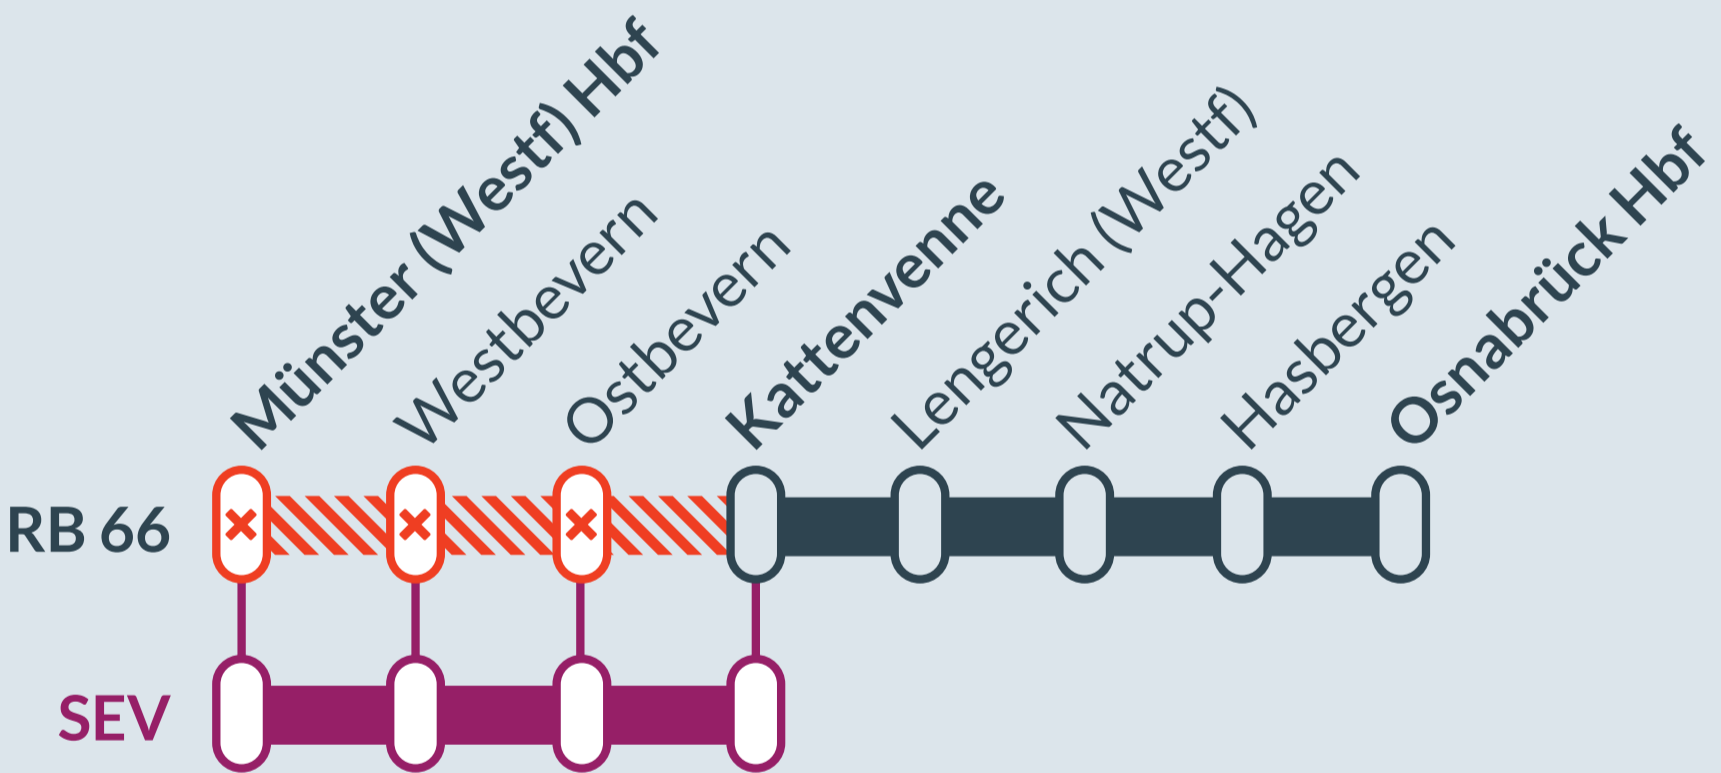 Münster (Westf) Hbf
Westbevern
Ostbevern
Kattenvenne
Lengerich (Westf)
Natrup-Hagen
Hasbergen
Osnabrück Hbf
RB 66
SEV